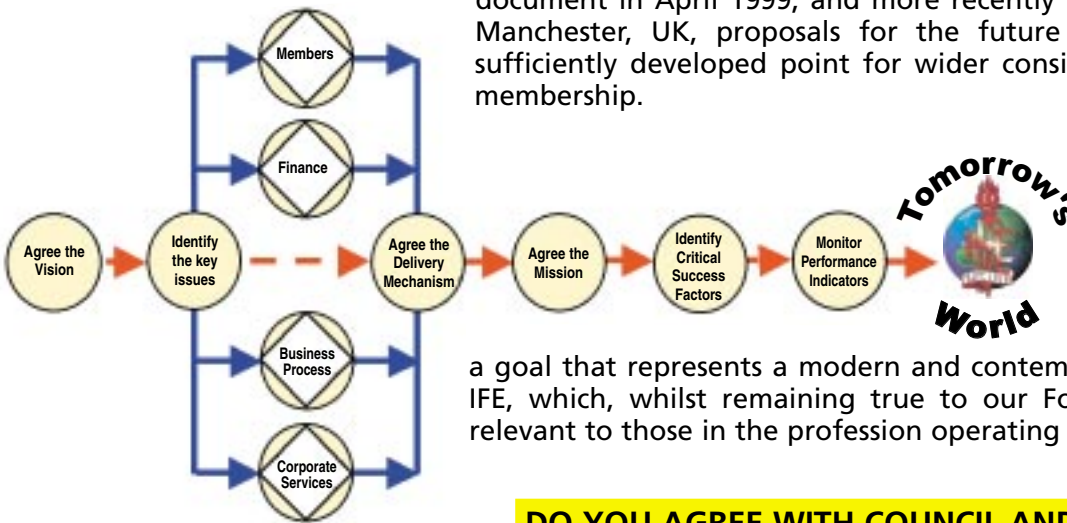 document in April 1999, and more recently
Manchester, UK, proposals for the future
sufficiently developed point for wider consi
membership.
Members
Finance
Agree the
Vision
Identify
the key
issues
Agree the
Delivery
Mechanism
Agree the
Mission
Identify
Critical
Success
Factors
Monitor
Performance
Indicators
Tomorrow's
World
Business
Process
Corporate
Services
a goal that represents a modern and contem
IFE, which, whilst remaining true to our Fo
relevant to those in the profession operating
DO YOU AGREE WITH COUNCIL AND